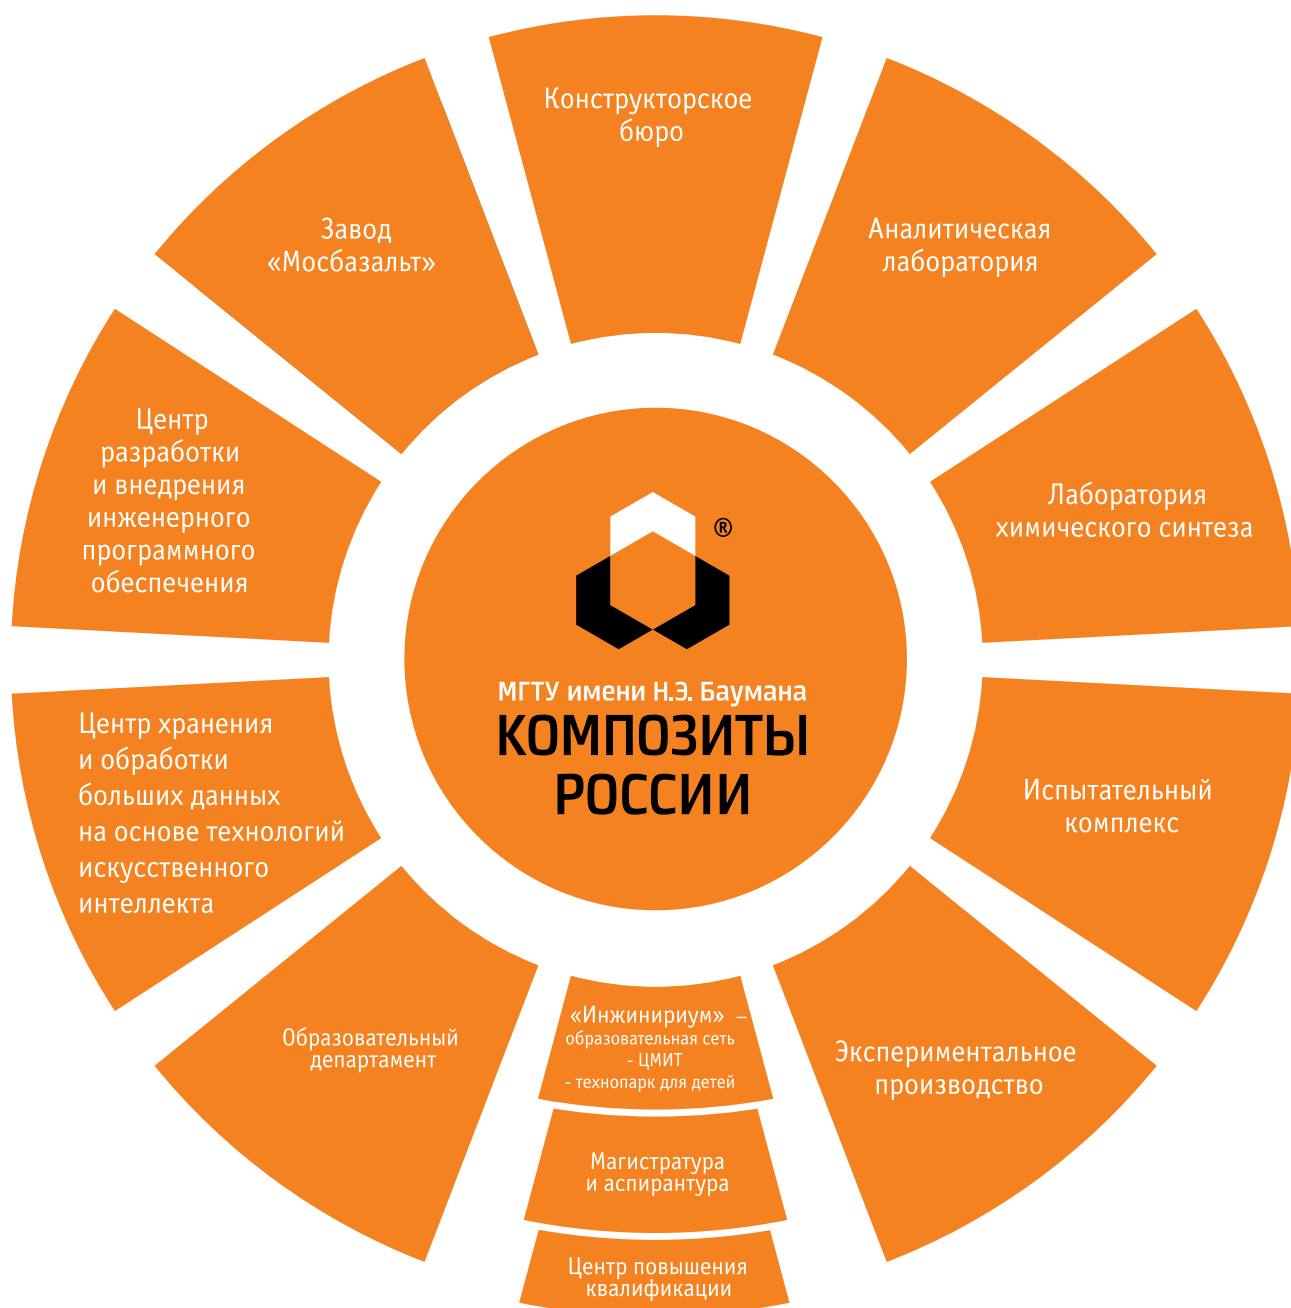 Конструкторское
бюро
Аналитическая
лаборатория
Лаборатория
химического синтеза
Испытательный
комплекс
Экспериментальное
производство
«Инжинириум» –
образовательная сеть
- ЦМИТ
- технопарк для детей
Магистратура
и аспирантура
Центр повышения
квалификации
Образовательный
департамент
Центр хранения
и обработки
больших данных
на основе технологий
искусственного
интеллекта
Центр
разработки
и внедрения
инженерного
программного
обеспечения
Завод
«Мосбазальт»
®
МГТУ имени Н.Э. Баумана
КОМПОЗИТЫ
РОССИИ